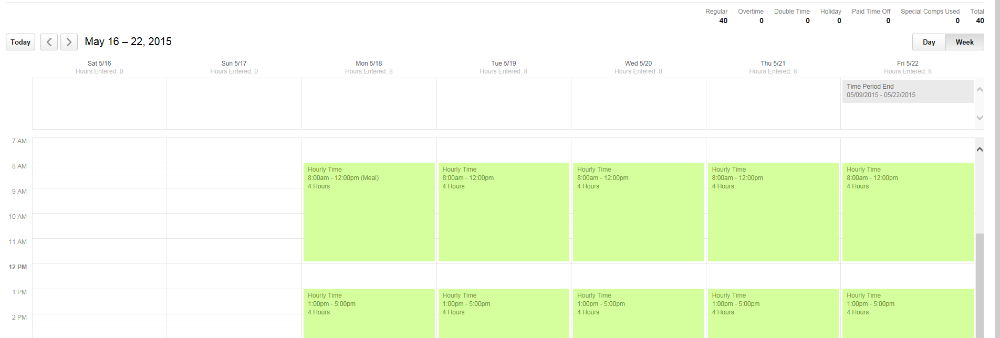 Regular Overtime Double Time Holiday Paid Time Off Special Comps Used Total
40 0 0 0 0 0 40
Today May 16 – 22, 2015 Day Week
Sat 5/16 Sun 5/17 Mon 5/18 Tue 5/19 Wed 5/20 Thu 5/21 Fri 5/22
Hours Entered: 0 Hours Entered: 0 Hours Entered: 8 Hours Entered: 8 Hours Entered: 8 Hours Entered: 8 Hours Entered: 8
Time Period End
05/09/2015 - 05/22/2015
7 AM
8 AM
Hourly Time Hourly Time Hourly Time Hourly Time Hourly Time
8:00am - 12:00pm (Meal) 8:00am - 12:00pm 8:00am - 12:00pm 8:00am - 12:00pm 8:00am - 12:00pm
4 Hours 4 Hours 4 Hours 4 Hours 4 Hours
9 AM
10 AM
11 AM
12 PM
1 PM
Hourly Time Hourly Time Hourly Time Hourly Time Hourly Time
1:00pm - 5:00pm 1:00pm - 5:00pm 1:00pm - 5:00pm 1:00pm - 5:00pm 1:00pm - 5:00pm
4 Hours 4 Hours 4 Hours 4 Hours 4 Hours
2 PM